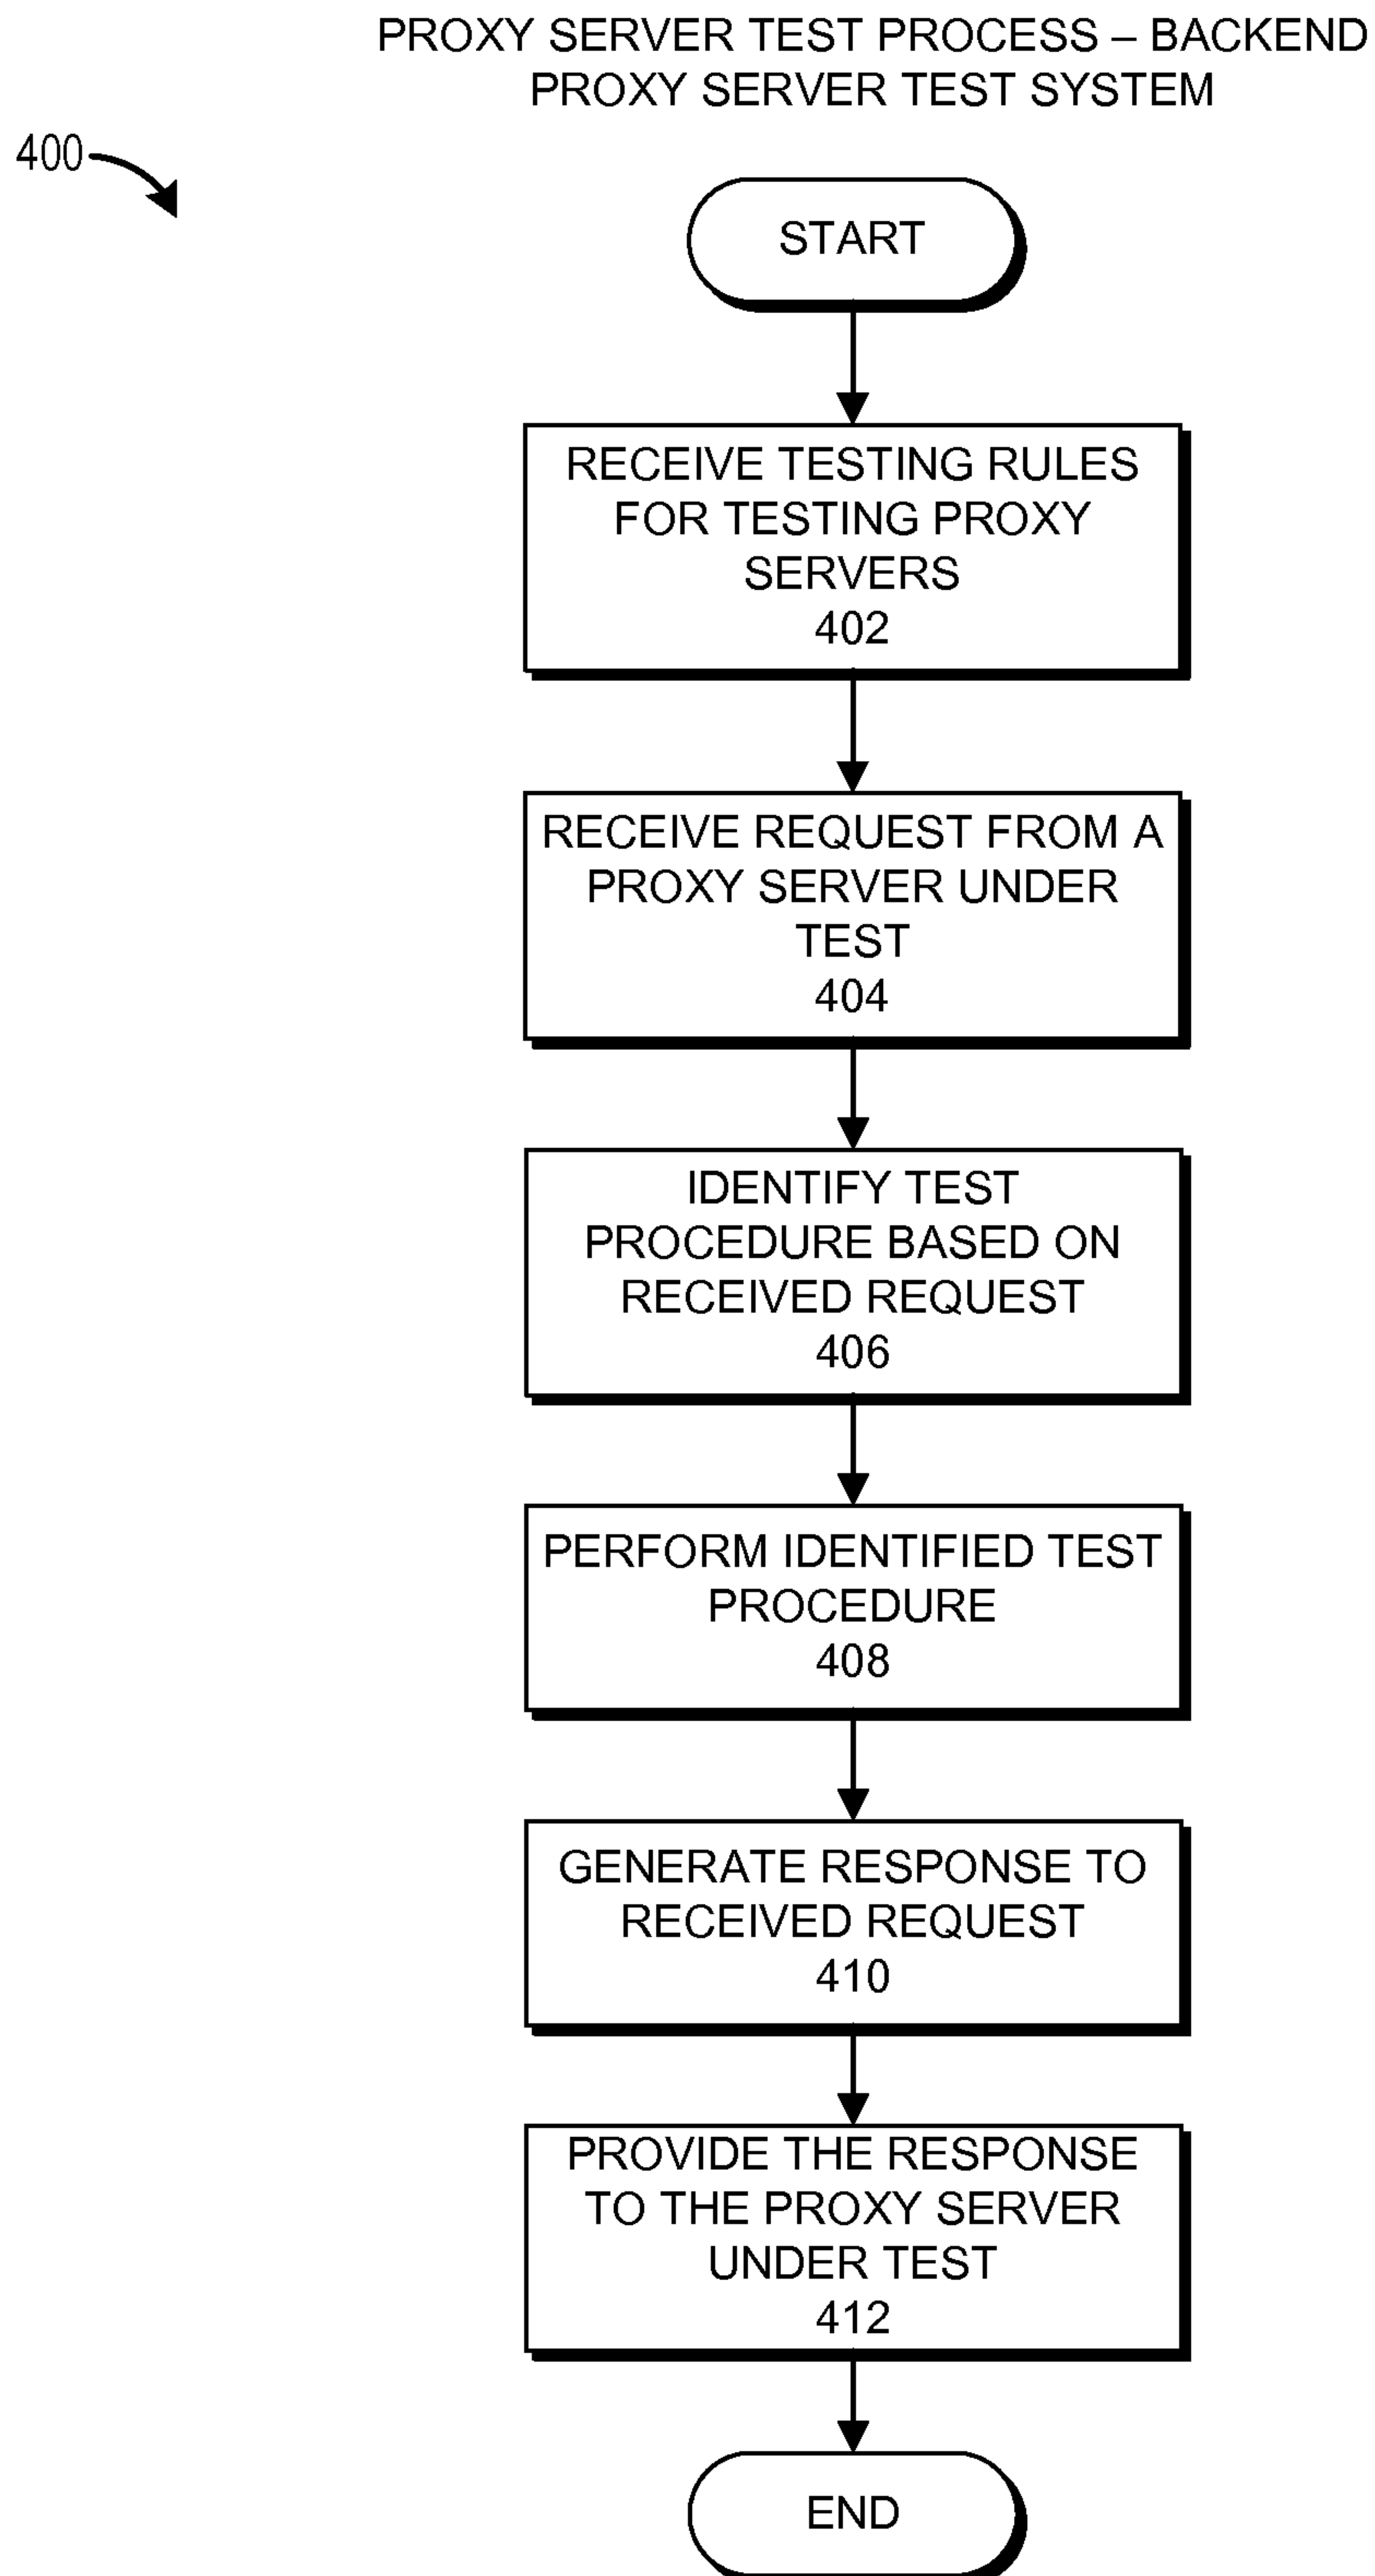 PROXY SERVER TEST PROCESS – BACKEND
PROXY SERVER TEST SYSTEM
400
START
RECEIVE TESTING RULES
FOR TESTING PROXY
SERVERS
402
RECEIVE REQUEST FROM A
PROXY SERVER UNDER
TEST
404
IDENTIFY TEST
PROCEDURE BASED ON
RECEIVED REQUEST
406
PERFORM IDENTIFIED TEST
PROCEDURE
408
GENERATE RESPONSE TO
RECEIVED REQUEST
410
PROVIDE THE RESPONSE
TO THE PROXY SERVER
UNDER TEST
412
END